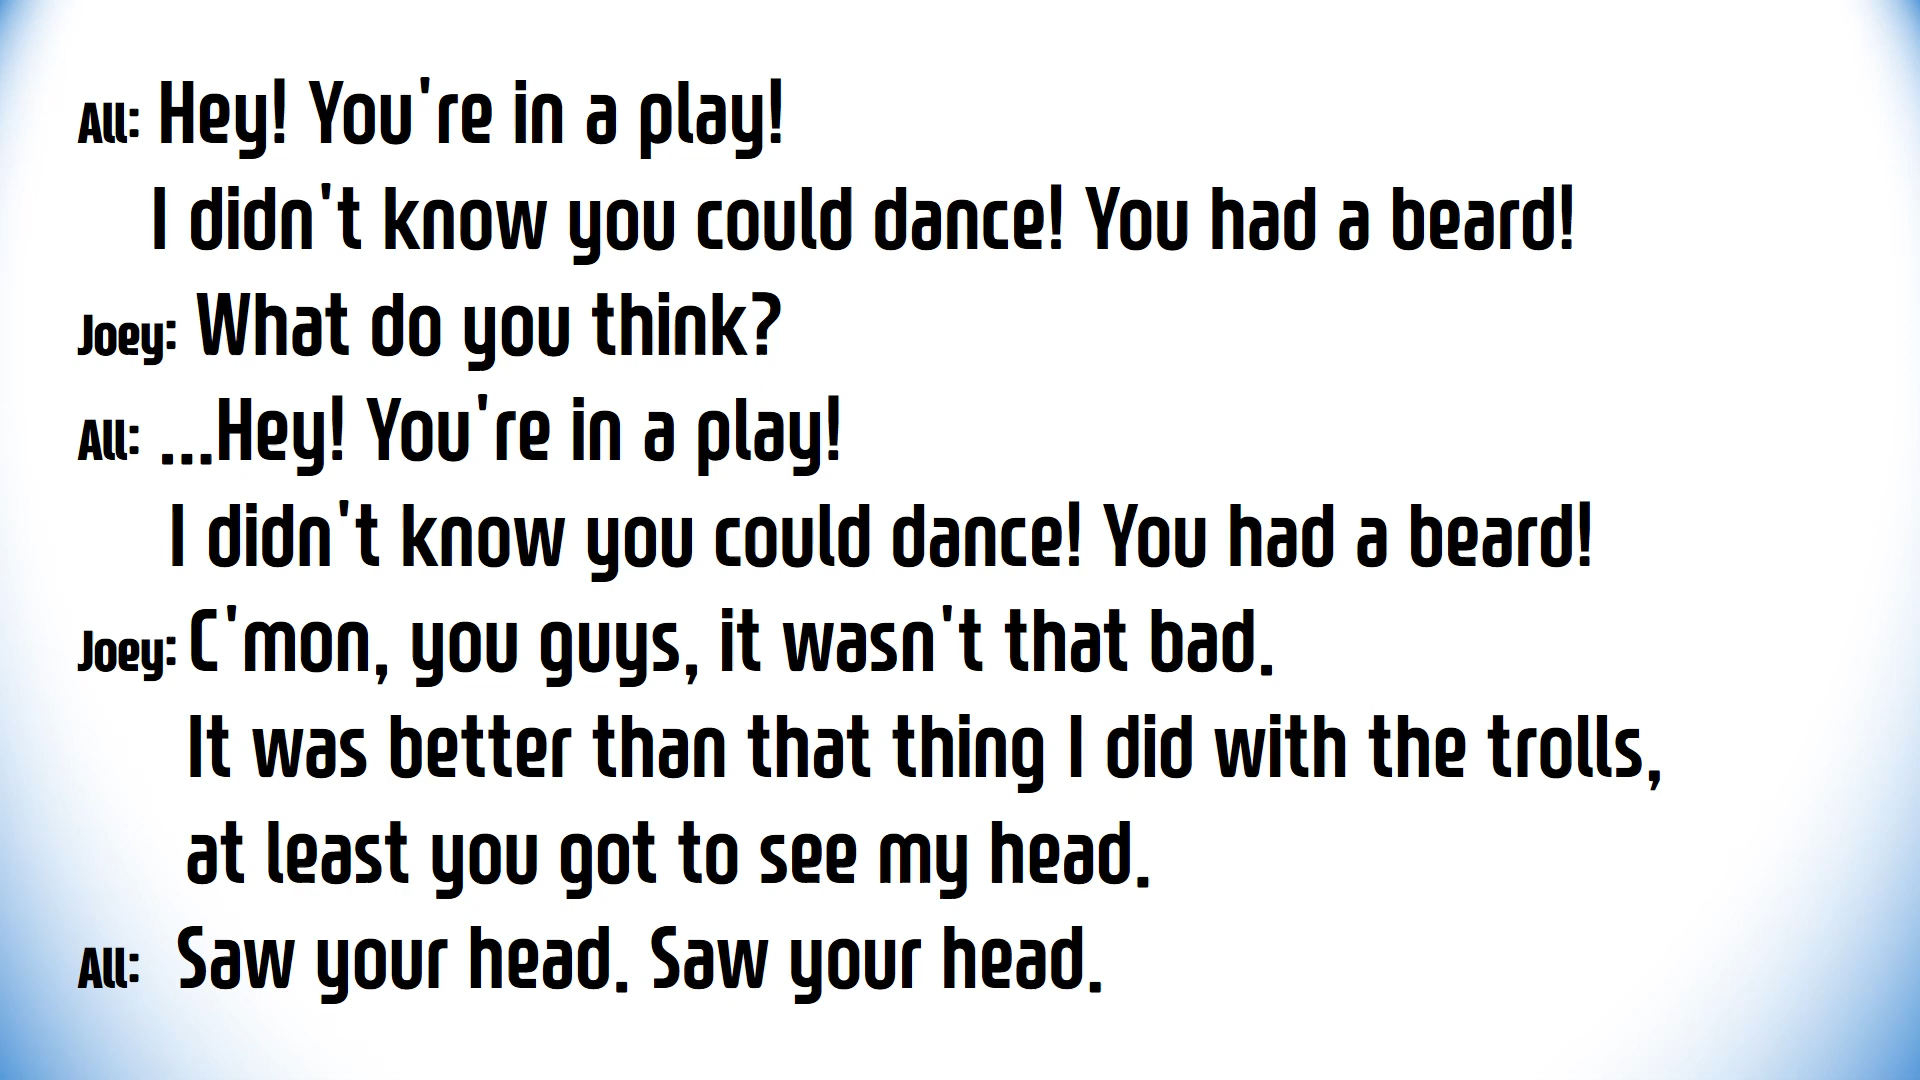 All: Hey! You're in a play!
I didn't know you could dance! You had a beard!
Joey: What do you think?
All: ...Hey! You're in a play!
I didn't know you could dance! You had a beard!
Joey: C'mon, you guys, it wasn't that bad.
It was better than that thing I did with the trolls,
at least you got to see my head.
All: Saw your head. Saw your head.